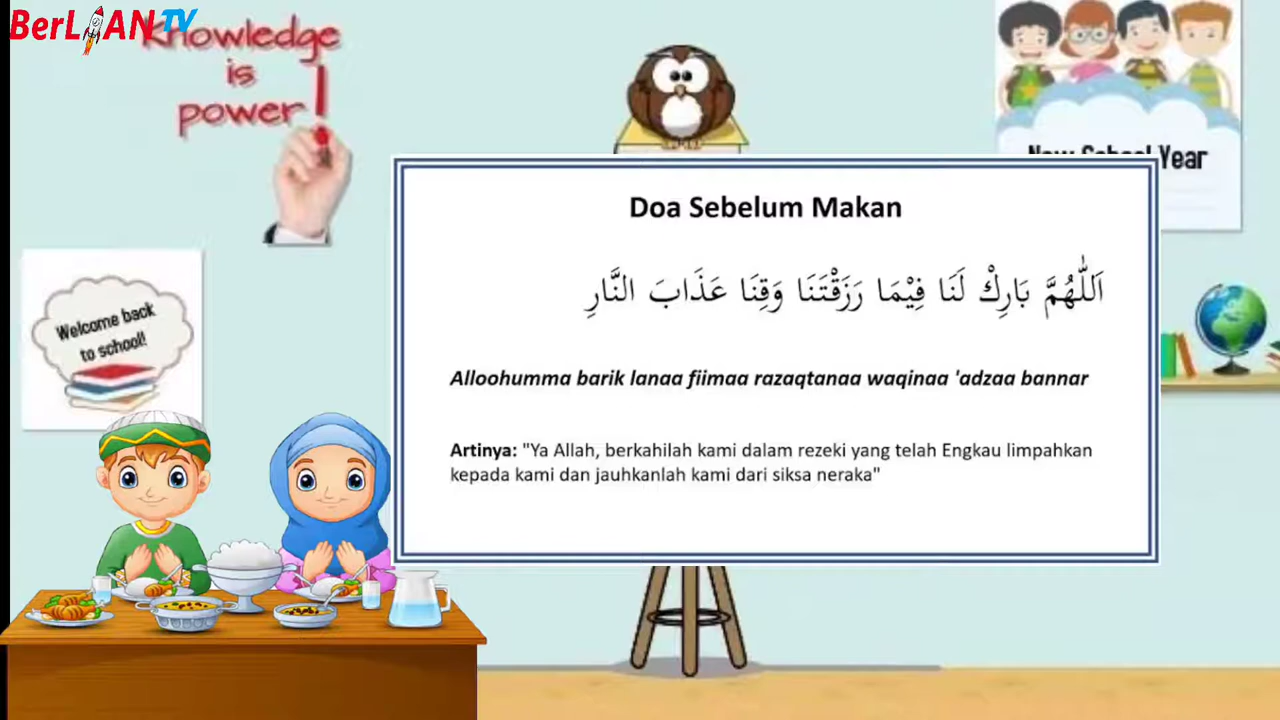 BerLIAN TV
Knowledge
is
power!
New School Year
Welcome back
to school!
Doa Sebelum Makan
اَللّٰهُمَّ بَارِكْ لَنَا فِيْمَا رَزَقْتَنَا وَقِنَا عَذَابَ النَّارِ
Alloohumma barik lanaa fiimaa razaqtanaa waqinaa 'adzaa bannar
Artinya: "Ya Allah, berkahilah kami dalam rezeki yang telah Engkau limpahkan
kepada kami dan jauhkanlah kami dari siksa neraka"